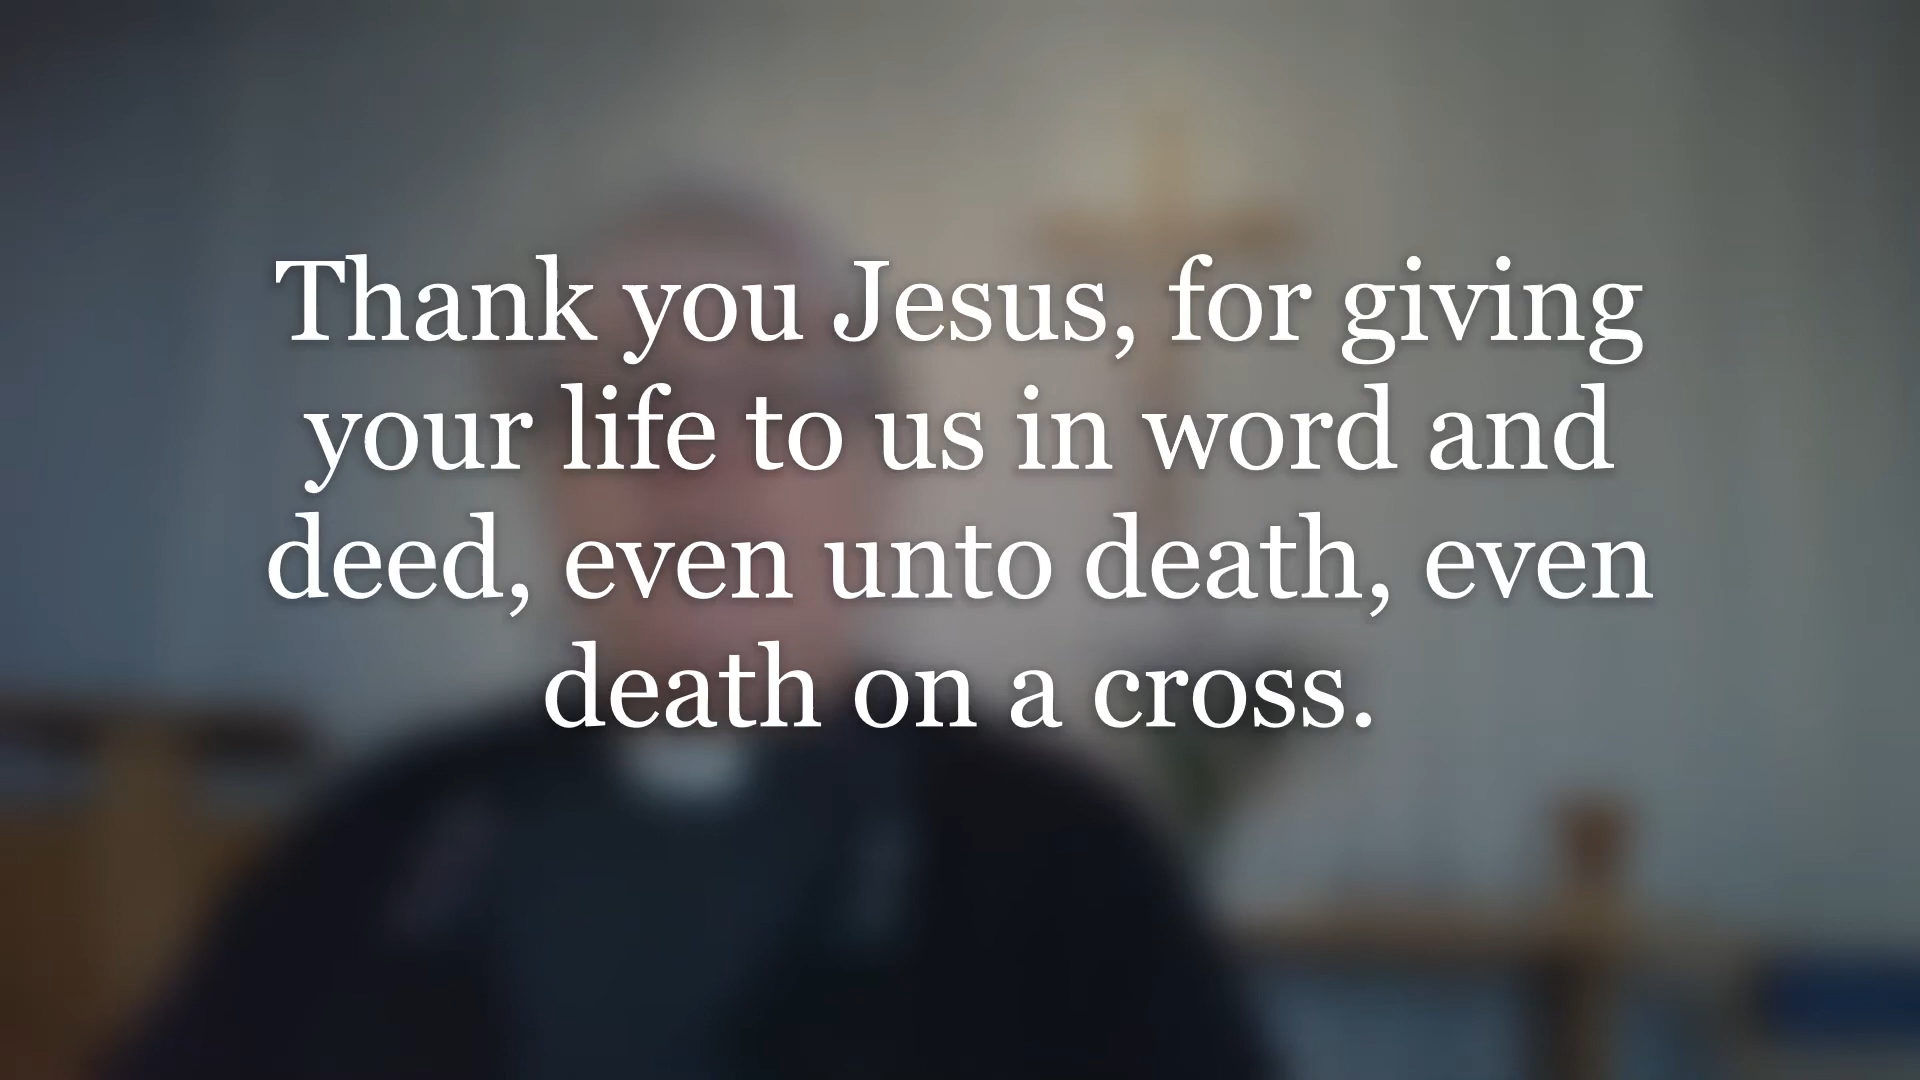 Thank you Jesus, for giving
your life to us in word and
deed, even unto death, even
death on a cross.